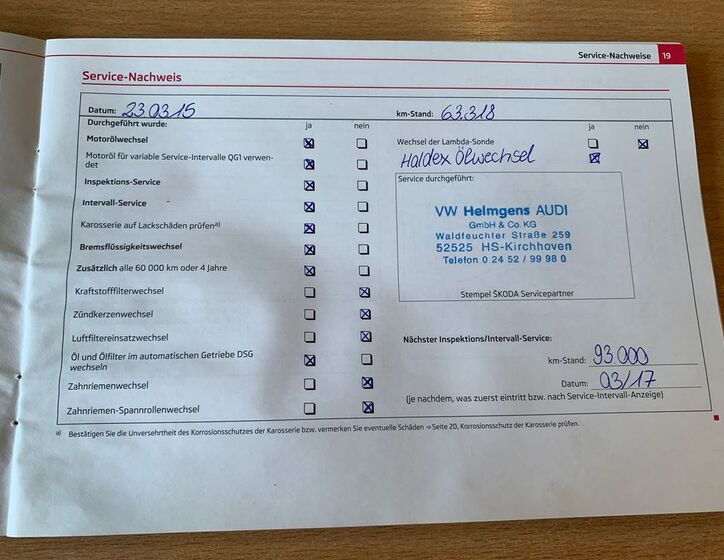 Service-Nachweise 19
Service-Nachweis
Datum: 23.03.15 km-Stand: 63.318
Durchgeführt wurde: ja nein ja nein
Motorölwechsel
Wechsel der Lambda-Sonde
Motoröl für variable Service-Intervalle QG1 verwen-
det
Haldex Ölwechsel
Inspektions-Service
Service durchgeführt:
Intervall-Service
VW Helmgens AUDI
GmbH & Co. KG
Waldfeuchter Straße 259
52525 HS-Kirchhoven
Telefon 0 24 52 / 99 98 0
Karosserie auf Lackschäden prüfen a)
Bremsflüssigkeitswechsel
Zusätzlich alle 60 000 km oder 4 Jahre
Kraftstofffilterwechsel
Stempel ŠKODA Servicepartner
Zündkerzenwechsel
Luftfiltereinsatzwechsel
Nächster Inspektions/Intervall-Service:
Öl und Ölfilter im automatischen Getriebe DSG
wechseln
km-Stand: 93.000
Zahnriemenwechsel
Datum: 03/17
Zahnriemen-Spannrollenwechsel
(je nachdem, was zuerst eintritt bzw. nach Service-Intervall-Anzeige)
a) Bestätigen Sie die Unversehrtheit des Korrosionsschutzes der Karosserie bzw. vermerken Sie eventuelle Schäden ⇒ Seite 20, Korrosionsschutz der Karosserie prüfen.